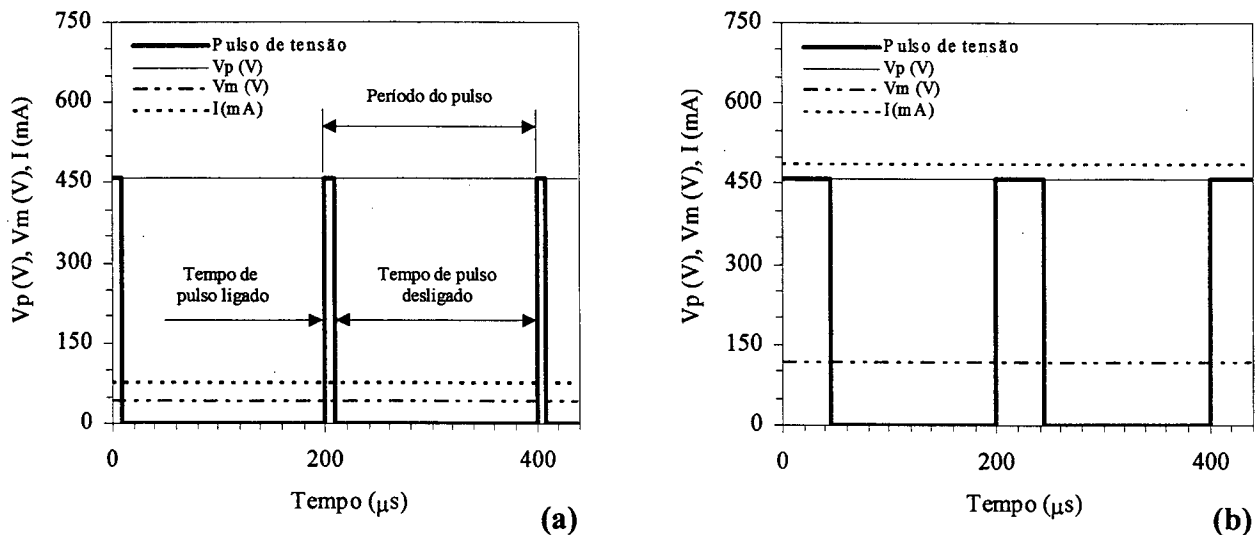 750
600
450
300
150
0
Vp (V), Vm (V), I (mA)
Pulso de tensão
Vp (V)
Vm (V)
I (mA)
Período do pulso
Tempo de
pulso ligado
Tempo de pulso
desligado
0
200
400
Tempo (μs)
(a)
750
600
450
300
150
0
Vp (V), Vm (V), I (mA)
Pulso de tensão
Vp (V)
Vm (V)
I (mA)
0
200
400
Tempo (μs)
(b)